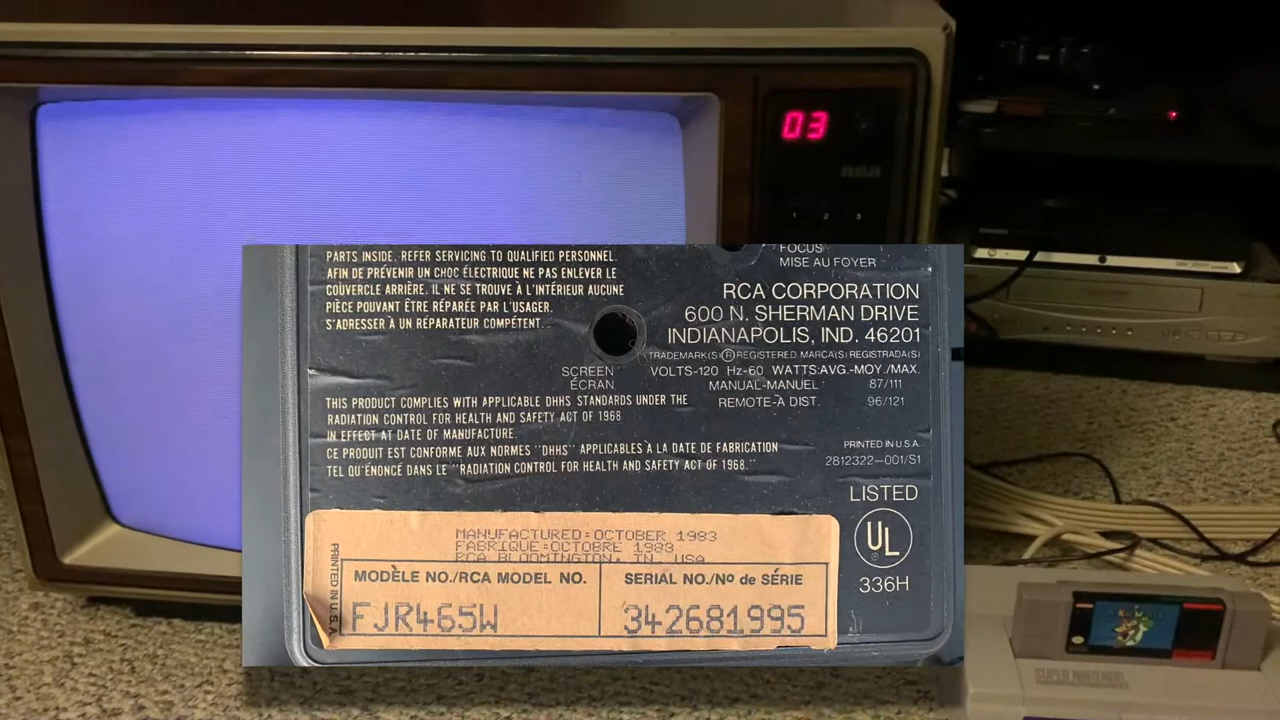 03
RCA
1 2 3
PARTS INSIDE. REFER SERVICING TO QUALIFIED PERSONNEL.
AFIN DE PRÉVENIR UN CHOC ÉLECTRIQUE NE PAS ENLEVER LE
COUVERCLE ARRIÈRE. IL NE SE TROUVE À L'INTÉRIEUR AUCUNE
PIÈCE POUVANT ÊTRE RÉPARÉE PAR L'USAGER.
S'ADRESSER À UN RÉPARATEUR COMPÉTENT.
FOCUS
MISE AU FOYER
RCA CORPORATION
600 N. SHERMAN DRIVE
INDIANAPOLIS, IND. 46201
TRADEMARK(S) ® REGISTERED MARCA(S) REGISTRADA(S)
SCREEN
ÉCRAN
VOLTS-120 Hz-60 WATTS:AVG.-MOY./MAX.
MANUAL-MANUEL 87/111
REMOTE-À DIST. 96/121
THIS PRODUCT COMPLIES WITH APPLICABLE DHHS STANDARDS UNDER THE
RADIATION CONTROL FOR HEALTH AND SAFETY ACT OF 1968
IN EFFECT AT DATE OF MANUFACTURE.
CE PRODUIT EST CONFORME AUX NORMES "DHHS" APPLICABLES À LA DATE DE FABRICATION
TEL QU'ÉNONCÉ DANS LE "RADIATION CONTROL FOR HEALTH AND SAFETY ACT OF 1968."
PRINTED IN U.S.A.
2812322-001/S1
LISTED
UL
336H
MANUFACTURED:OCTOBER 1983
FABRIQUE:OCTOBRE 1983
RCA BLOOMINGTON, IN. USA
PRINTED IN U.S.A.
MODÈLE NO./RCA MODEL NO.
FJR465W
SERIAL NO./Nº de SÉRIE
342681995
SUPER NINTENDO